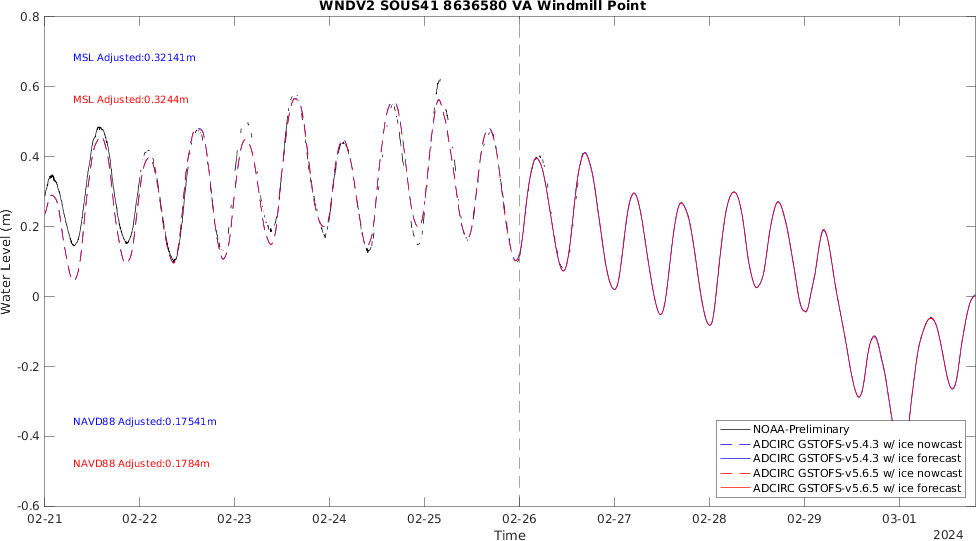 WNDV2 SOUS41 8636580 VA Windmill Point
0.8
0.6
0.4
0.2
0
-0.2
-0.4
-0.6
Water Level (m)
MSL Adjusted:0.32141m
MSL Adjusted:0.3244m
NAVD88 Adjusted:0.17541m
NAVD88 Adjusted:0.1784m
NOAA-Preliminary
ADCIRC GSTOFS-v5.4.3 w/ ice nowcast
ADCIRC GSTOFS-v5.4.3 w/ ice forecast
ADCIRC GSTOFS-v5.6.5 w/ ice nowcast
ADCIRC GSTOFS-v5.6.5 w/ ice forecast
02-21 02-22 02-23 02-24 02-25 02-26 02-27 02-28 02-29 03-01
Time
2024